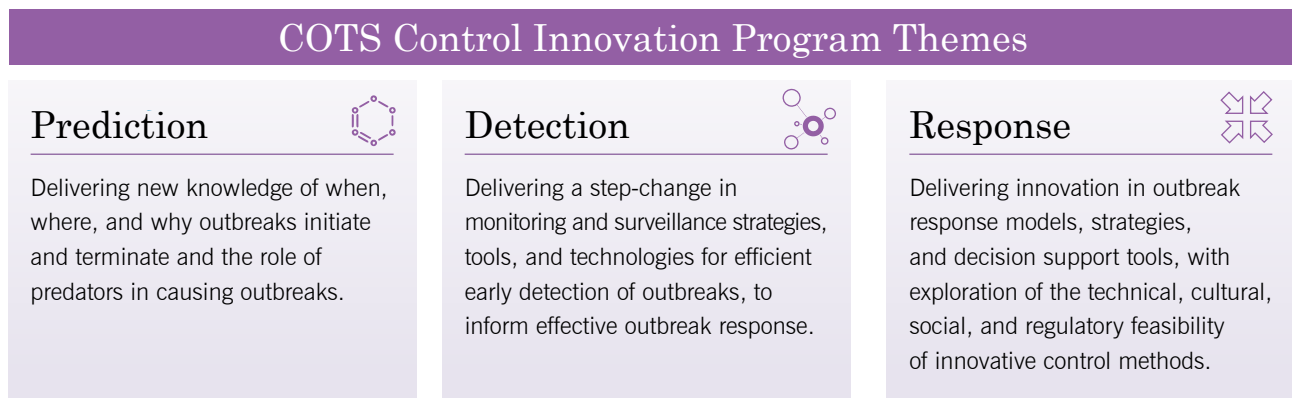 COTS Control Innovation Program Themes
Prediction
Delivering new knowledge of when,
where, and why outbreaks initiate
and terminate and the role of
predators in causing outbreaks.
Detection
Delivering a step-change in
monitoring and surveillance strategies,
tools, and technologies for efficient
early detection of outbreaks, to
inform effective outbreak response.
Response
Delivering innovation in outbreak
response models, strategies,
and decision support tools, with
exploration of the technical, cultural,
social, and regulatory feasibility
of innovative control methods.